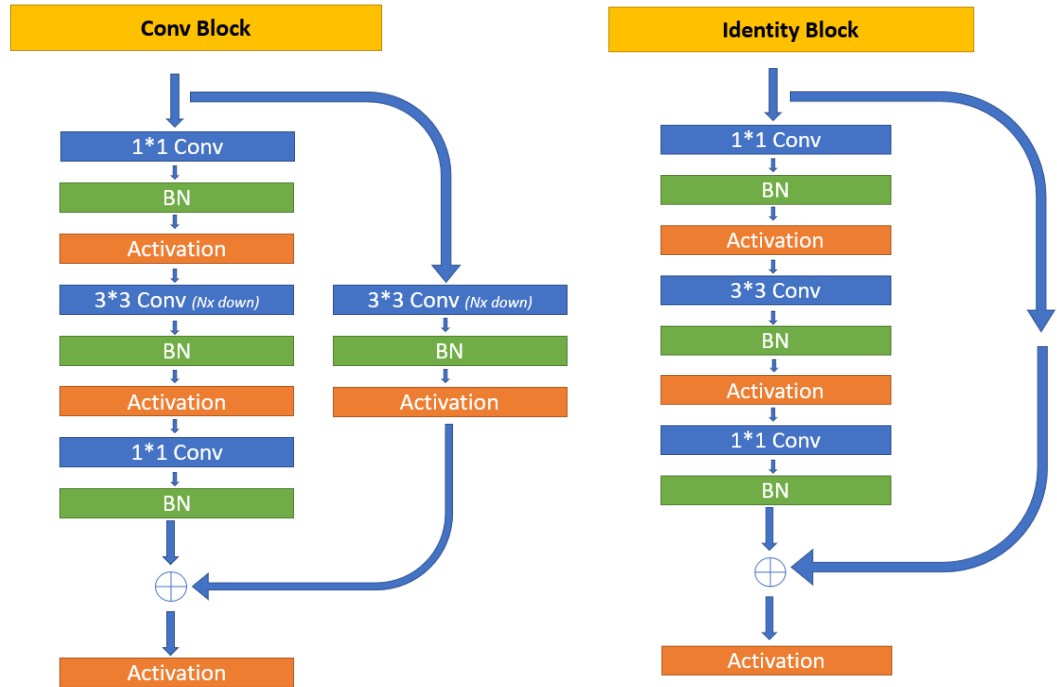 Conv Block
1*1 Conv
BN
Activation
3*3 Conv (Nx down)
BN
Activation
1*1 Conv
BN
Activation
3*3 Conv (Nx down)
BN
Activation
Identity Block
1*1 Conv
BN
Activation
3*3 Conv
BN
Activation
1*1 Conv
BN
Activation